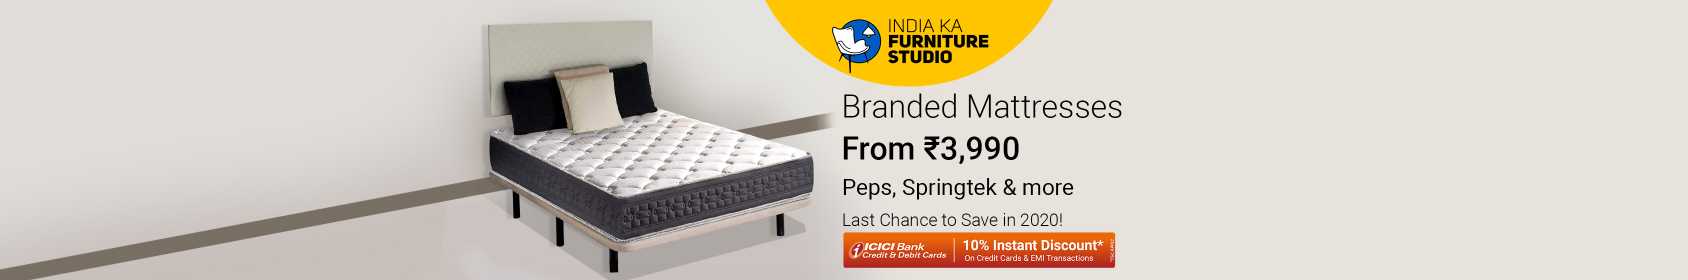 INDIA KA
FURNITURE
STUDIO
Branded Mattresses
From ₹3,990
Peps, Springtek & more
Last Chance to Save in 2020!
ICICI Bank
Credit & Debit Cards
10% Instant Discount*
On Credit Cards & EMI Transactions